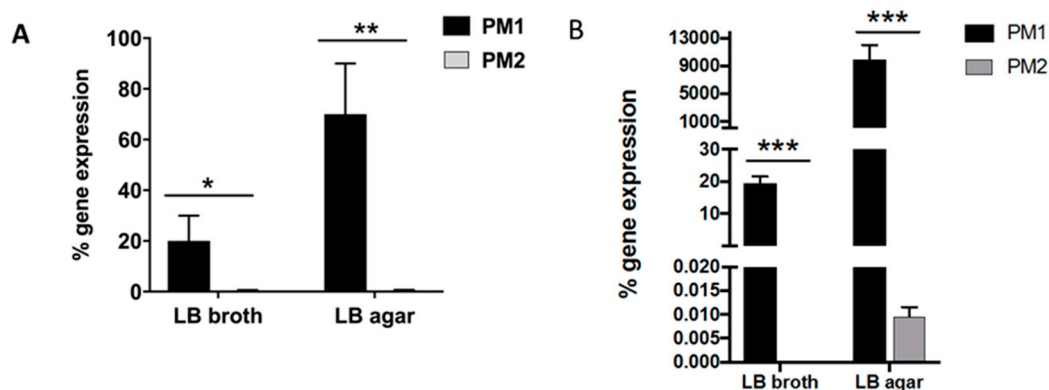 A
% gene expression
100
80
60
40
20
0
*
**
PM1
PM2
LB broth
LB agar
B
% gene expression
13000
9000
5000
1000
30
20
10
0.020
0.015
0.010
0.005
0.000
***
***
PM1
PM2
LB broth
LB agar